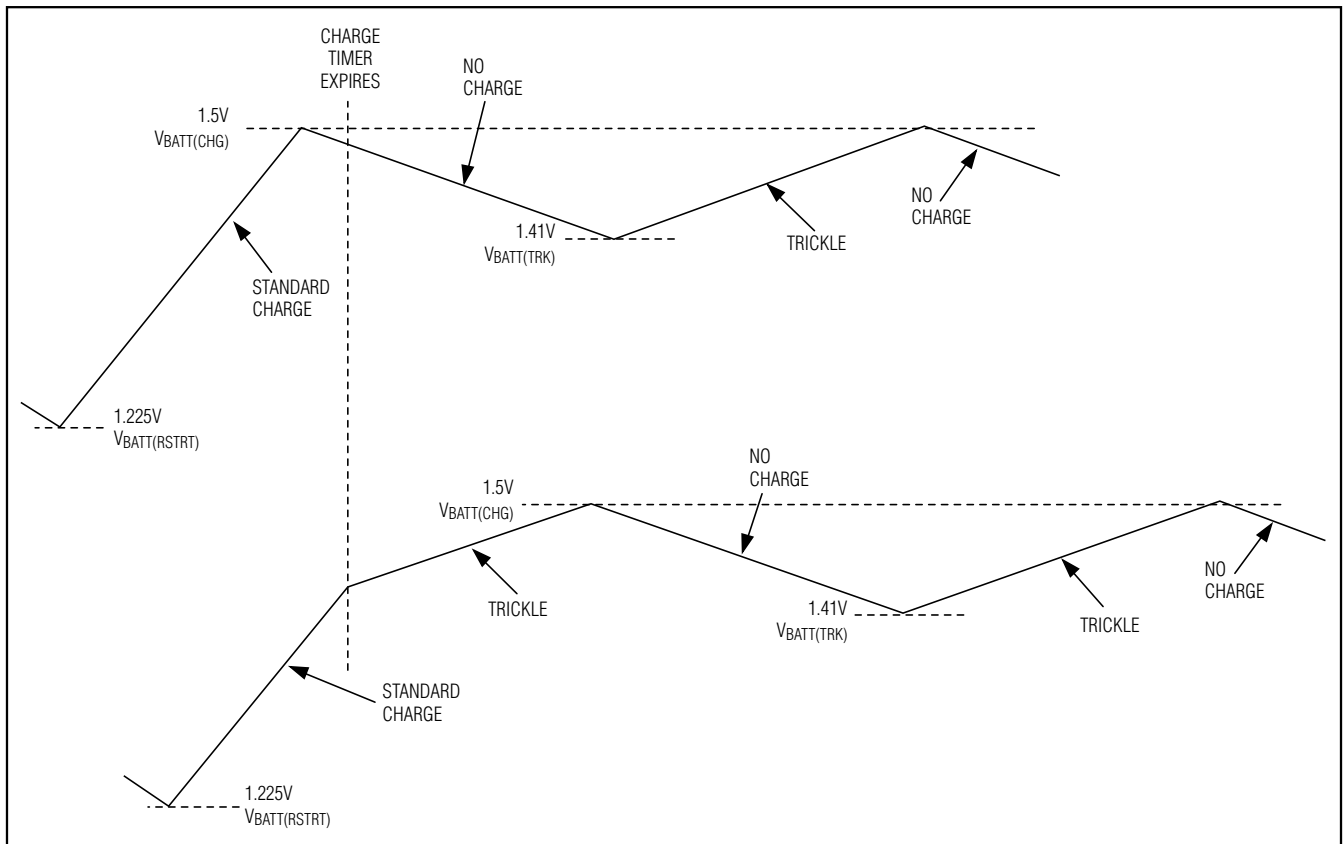 CHARGE
TIMER
EXPIRES
NO
CHARGE
1.5V
VBATT(CHG)
NO
CHARGE
1.41V
VBATT(TRK)
TRICKLE
STANDARD
CHARGE
1.225V
VBATT(RSTRT)
NO
CHARGE
1.5V
VBATT(CHG)
NO
CHARGE
TRICKLE
1.41V
VBATT(TRK)
TRICKLE
STANDARD
CHARGE
1.225V
VBATT(RSTRT)